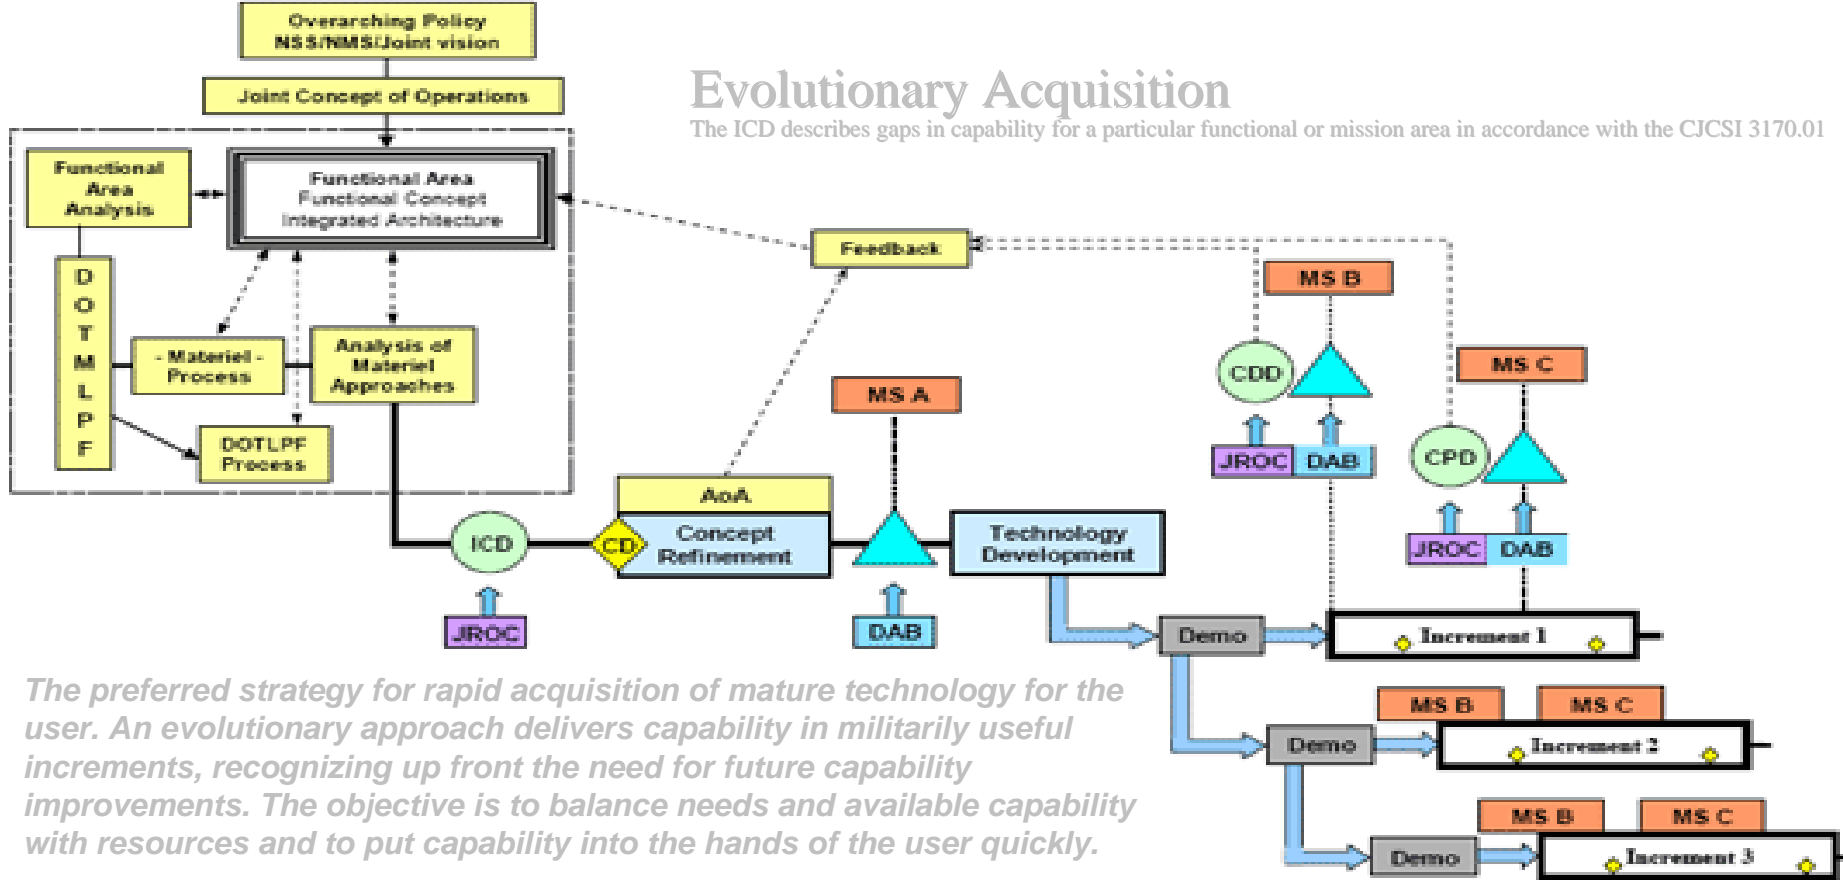 Overarching Policy
NSS/NMS/Joint vision
Joint Concept of Operations
Evolutionary Acquisition
The ICD describes gaps in capability for a particular functional or mission area in accordance with the CJCSI 3170.01
Functional
Area
Analysis
Functional Area
Functional Concept
Integrated Architecture
Feedback
D
O
T
M
L
P
F
- Materiel -
Process
Analysis of
Materiel
Approaches
DOTLPF
Process
MS B
CDD
JROC
DAB
MS C
CPD
JROC
DAB
MS A
AoA
ICD
CD
Concept
Refinement
Technology
Development
JROC
DAB
Demo
Increment 1
MS B
MS C
Demo
Increment 2
MS B
MS C
Demo
Increment 3
The preferred strategy for rapid acquisition of mature technology for the
user. An evolutionary approach delivers capability in militarily useful
increments, recognizing up front the need for future capability
improvements. The objective is to balance needs and available capability
with resources and to put capability into the hands of the user quickly.